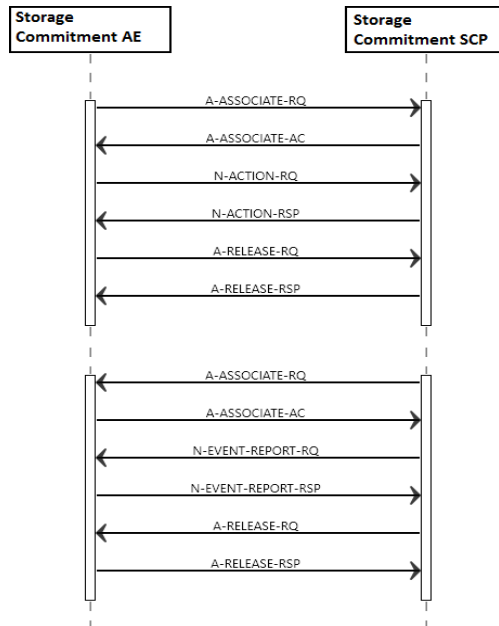 Storage
Commitment AE
Storage
Commitment SCP
A-ASSOCIATE-RQ
A-ASSOCIATE-AC
N-ACTION-RQ
N-ACTION-RSP
A-RELEASE-RQ
A-RELEASE-RSP
A-ASSOCIATE-RQ
A-ASSOCIATE-AC
N-EVENT-REPORT-RQ
N-EVENT-REPORT-RSP
A-RELEASE-RQ
A-RELEASE-RSP